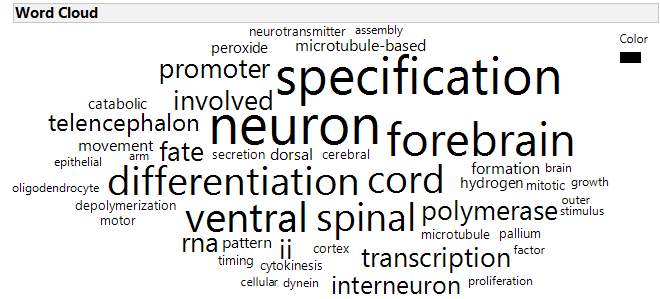 Word Cloud
neurotransmitter assembly
Color
peroxide microtubule-based
promoter specification
catabolic involved
telencephalon neuron forebrain
movement fate secretion dorsal cerebral
epithelial arm
formation brain
oligodendrocyte differentiation cord hydrogen mitotic growth
depolymerization ventral spinal polymerase outer
motor stimulus
rna pattern ii cortex microtubule pallium
timing cytokinesis transcription factor
cellular dynein interneuron proliferation